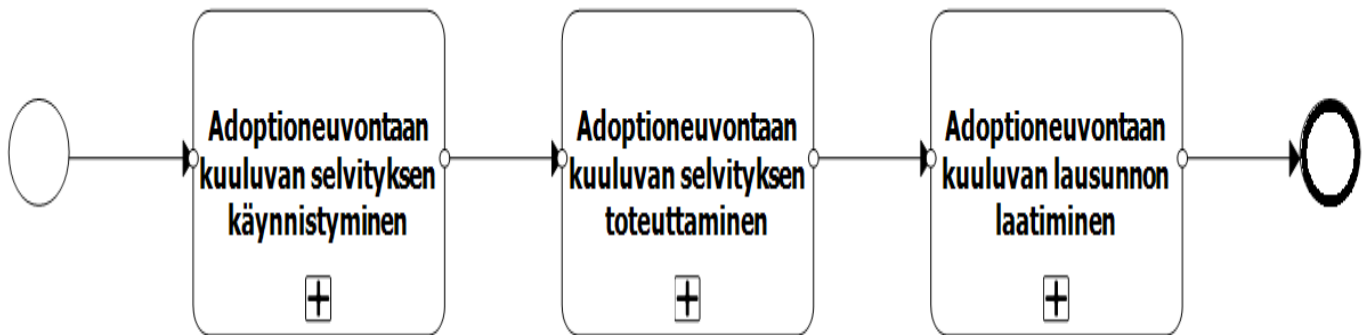 Adoptioneuvontaan
kuuluvan selvityksen
käynnistyminen
Adoptioneuvontaan
kuuluvan selvityksen
toteuttaminen
Adoptioneuvontaan
kuuluvan lausunnon
laatiminen